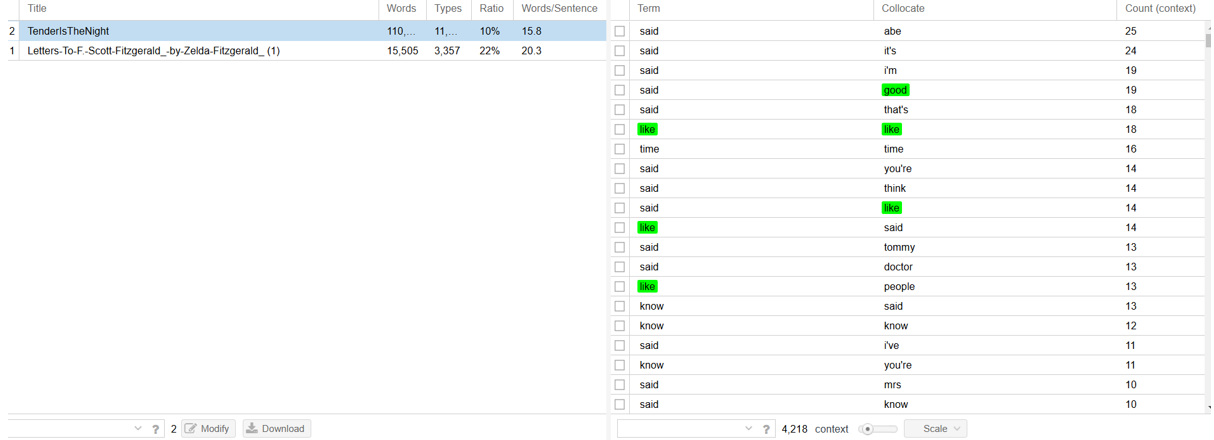 Title Words Types Ratio Words/Sentence
2 TenderIsTheNight 110,... 11,... 10% 15.8
1 Letters-To-F.-Scott-Fitzgerald_-by-Zelda-Fitzgerald_ (1) 15,505 3,357 22% 20.3
2 Modify Download
Term Collocate Count (context)
said abe 25
said it's 24
said i'm 19
said good 19
said that's 18
like like 18
time time 16
said you're 14
said think 14
said like 14
like said 14
said tommy 13
said doctor 13
like people 13
know said 13
know know 12
said i've 11
know you're 11
said mrs 10
said know 10
? 4,218 context Scale